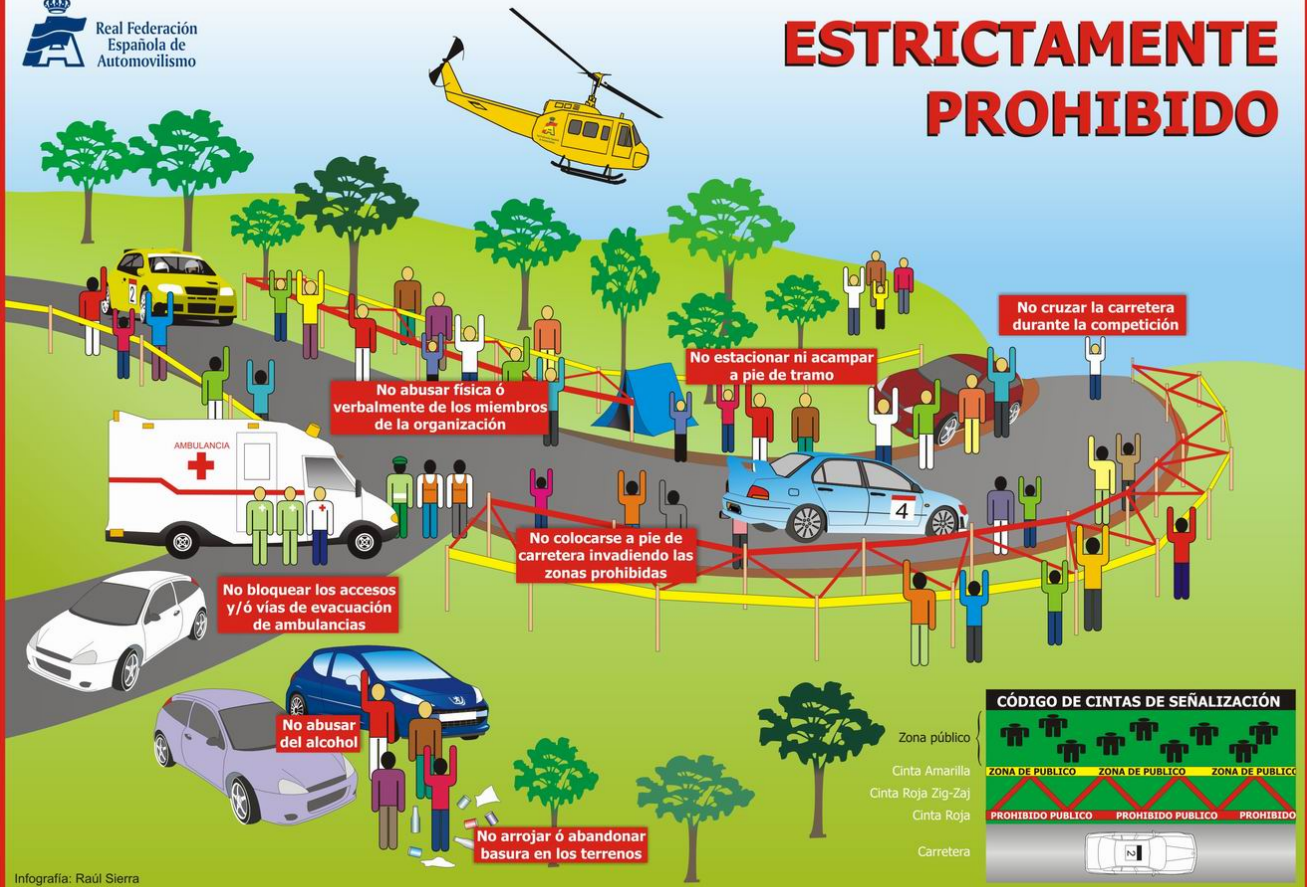 Real Federación
Española de
Automovilismo
ESTRICTAMENTE
PROHIBIDO
2
No cruzar la carretera
durante la competición
No estacionar ni acampar
a pie de tramo
No abusar física ó
verbalmente de los miembros
de la organización
AMBULANCIA
4
No colocarse a pie de
carretera invadiendo las
zonas prohibidas
No bloquear los accesos
y/ó vías de evacuación
de ambulancias
No abusar
del alcohol
No arrojar ó abandonar
basura en los terrenos
CÓDIGO DE CINTAS DE SEÑALIZACIÓN
Zona público
Cinta Amarilla
ZONA DE PUBLICO ZONA DE PUBLICO ZONA DE PUBLICO
Cinta Roja Zig-Zaj
Cinta Roja
PROHIBIDO PUBLICO PROHIBIDO PUBLICO PROHIBIDO
Carretera
2
Infografía: Raúl Sierra